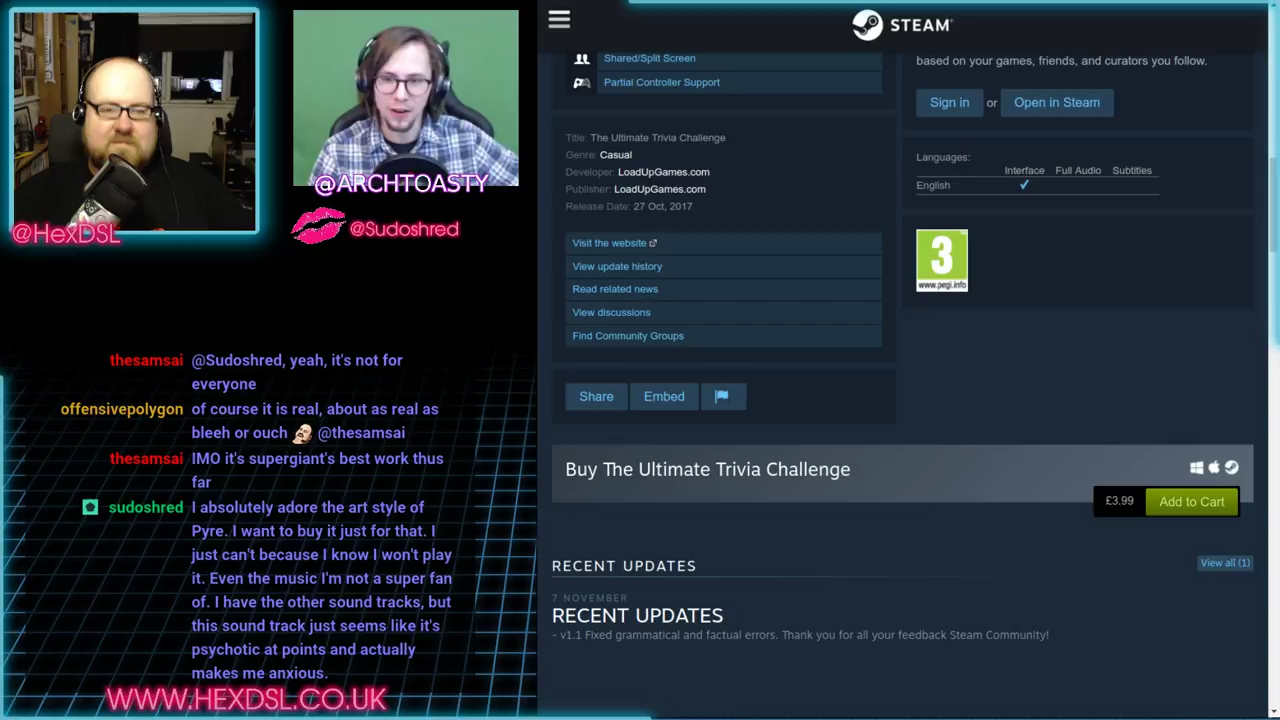 @HexDSL
@ARCHTOASTY
@Sudoshred
thesamsai @Sudoshred, yeah, it's not for
everyone
offensivepolygon of course it is real, about as real as
bleeh or ouch @thesamsai
thesamsai IMO it's supergiant's best work thus
far
sudoshred I absolutely adore the art style of
Pyre. I want to buy it just for that. I
just can't because I know I won't play
it. Even the music I'm not a super fan
of. I have the other sound tracks, but
this sound track just seems like it's
psychotic at points and actually
makes me anxious.
WWW.HEXDSL.CO.UK
STEAM
Shared/Split Screen
Partial Controller Support
Title: The Ultimate Trivia Challenge
Genre: Casual
Developer: LoadUpGames.com
Publisher: LoadUpGames.com
Release Date: 27 Oct, 2017
Visit the website
View update history
Read related news
View discussions
Find Community Groups
Share Embed
based on your games, friends, and curators you follow.
Sign in or Open in Steam
Languages:
Interface Full Audio Subtitles
English ✔
3
www.pegi.info
Buy The Ultimate Trivia Challenge
£3.99 Add to Cart
RECENT UPDATES View all (1)
7 NOVEMBER
RECENT UPDATES
- v1.1 Fixed grammatical and factual errors. Thank you for all your feedback Steam Community!